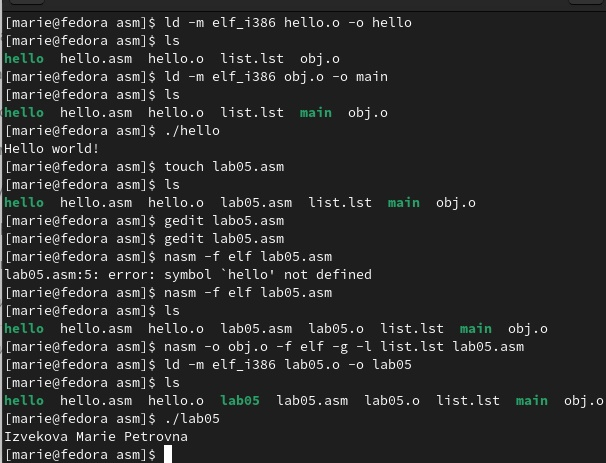 [marie@fedora asm]$ ld -m elf_i386 hello.o -o hello
[marie@fedora asm]$ ls
hello hello.asm hello.o list.lst obj.o
[marie@fedora asm]$ ld -m elf_i386 obj.o -o main
[marie@fedora asm]$ ls
hello hello.asm hello.o list.lst main obj.o
[marie@fedora asm]$ ./hello
Hello world!
[marie@fedora asm]$ touch lab05.asm
[marie@fedora asm]$ ls
hello hello.asm hello.o lab05.asm list.lst main obj.o
[marie@fedora asm]$ gedit labo5.asm
[marie@fedora asm]$ gedit lab05.asm
[marie@fedora asm]$ nasm -f elf lab05.asm
lab05.asm:5: error: symbol `hello' not defined
[marie@fedora asm]$ nasm -f elf lab05.asm
[marie@fedora asm]$ ls
hello hello.asm hello.o lab05.asm lab05.o list.lst main obj.o
[marie@fedora asm]$ nasm -o obj.o -f elf -g -l list.lst lab05.asm
[marie@fedora asm]$ ld -m elf_i386 lab05.o -o lab05
[marie@fedora asm]$ ls
hello hello.asm hello.o lab05 lab05.asm lab05.o list.lst main obj.o
[marie@fedora asm]$ ./lab05
Izvekova Marie Petrovna
[marie@fedora asm]$